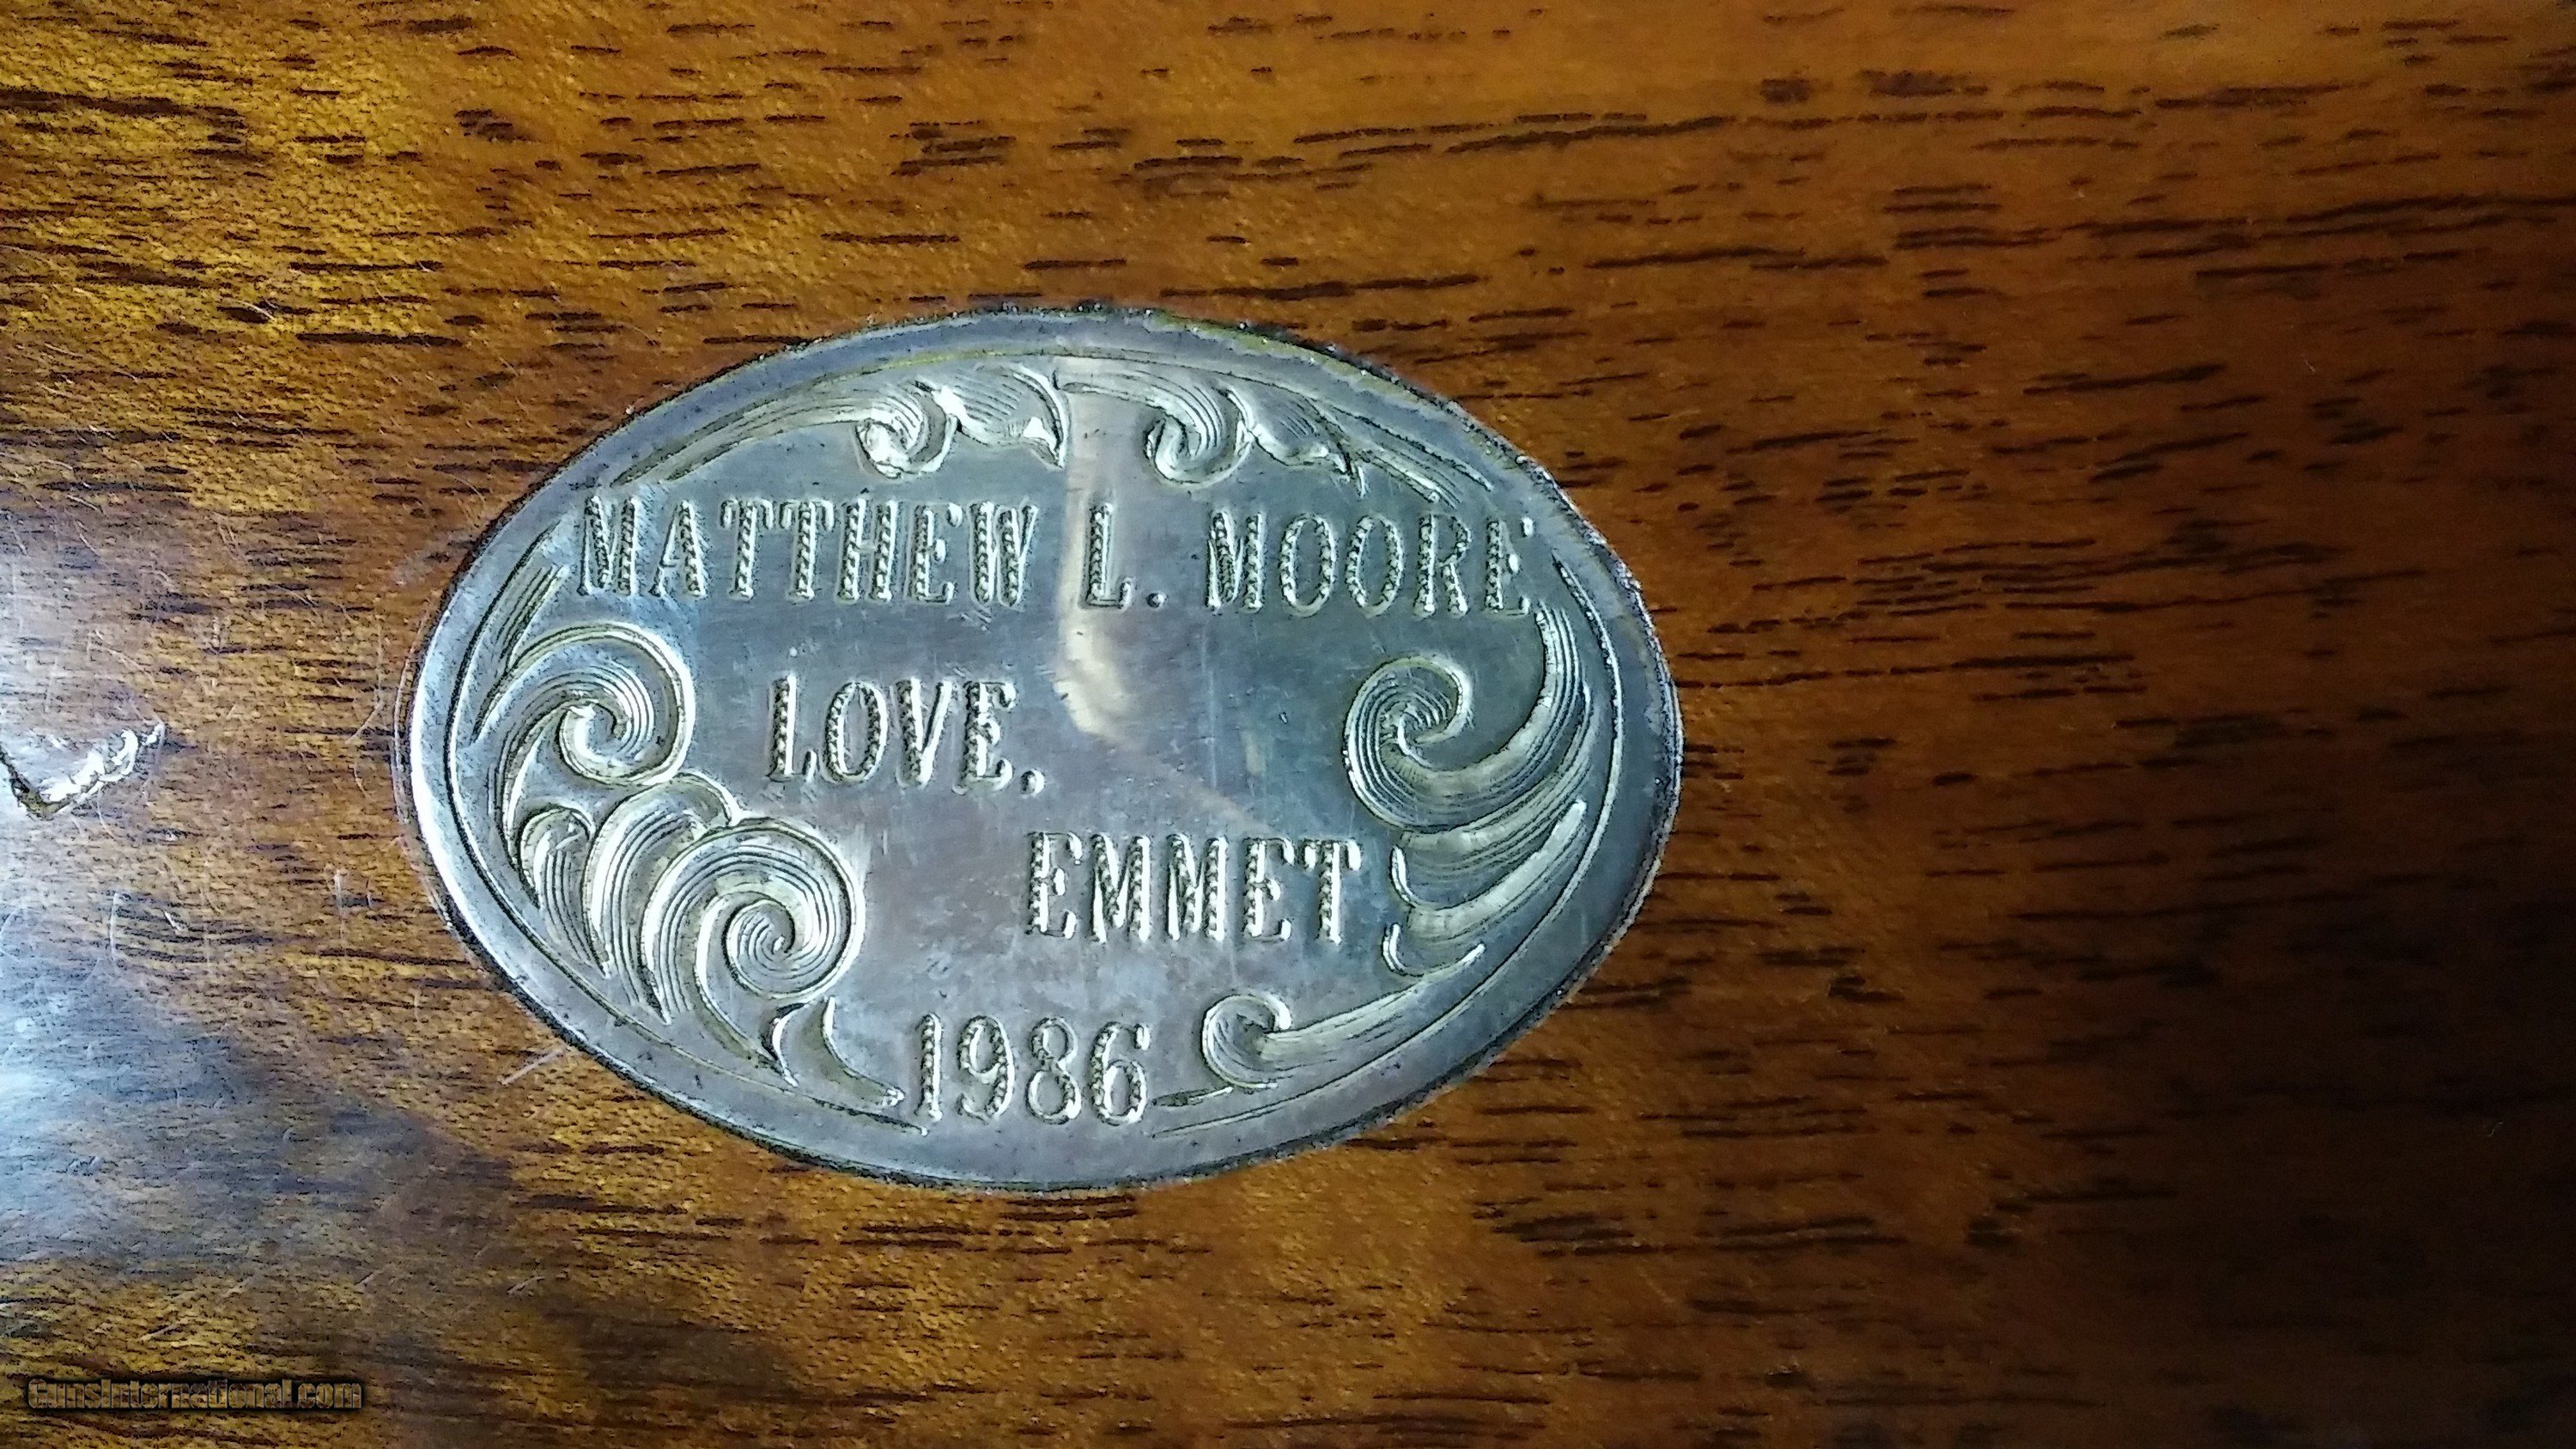 MATTHEW L. MOORE
LOVE,
EMMET
1986
GunsInternational.com